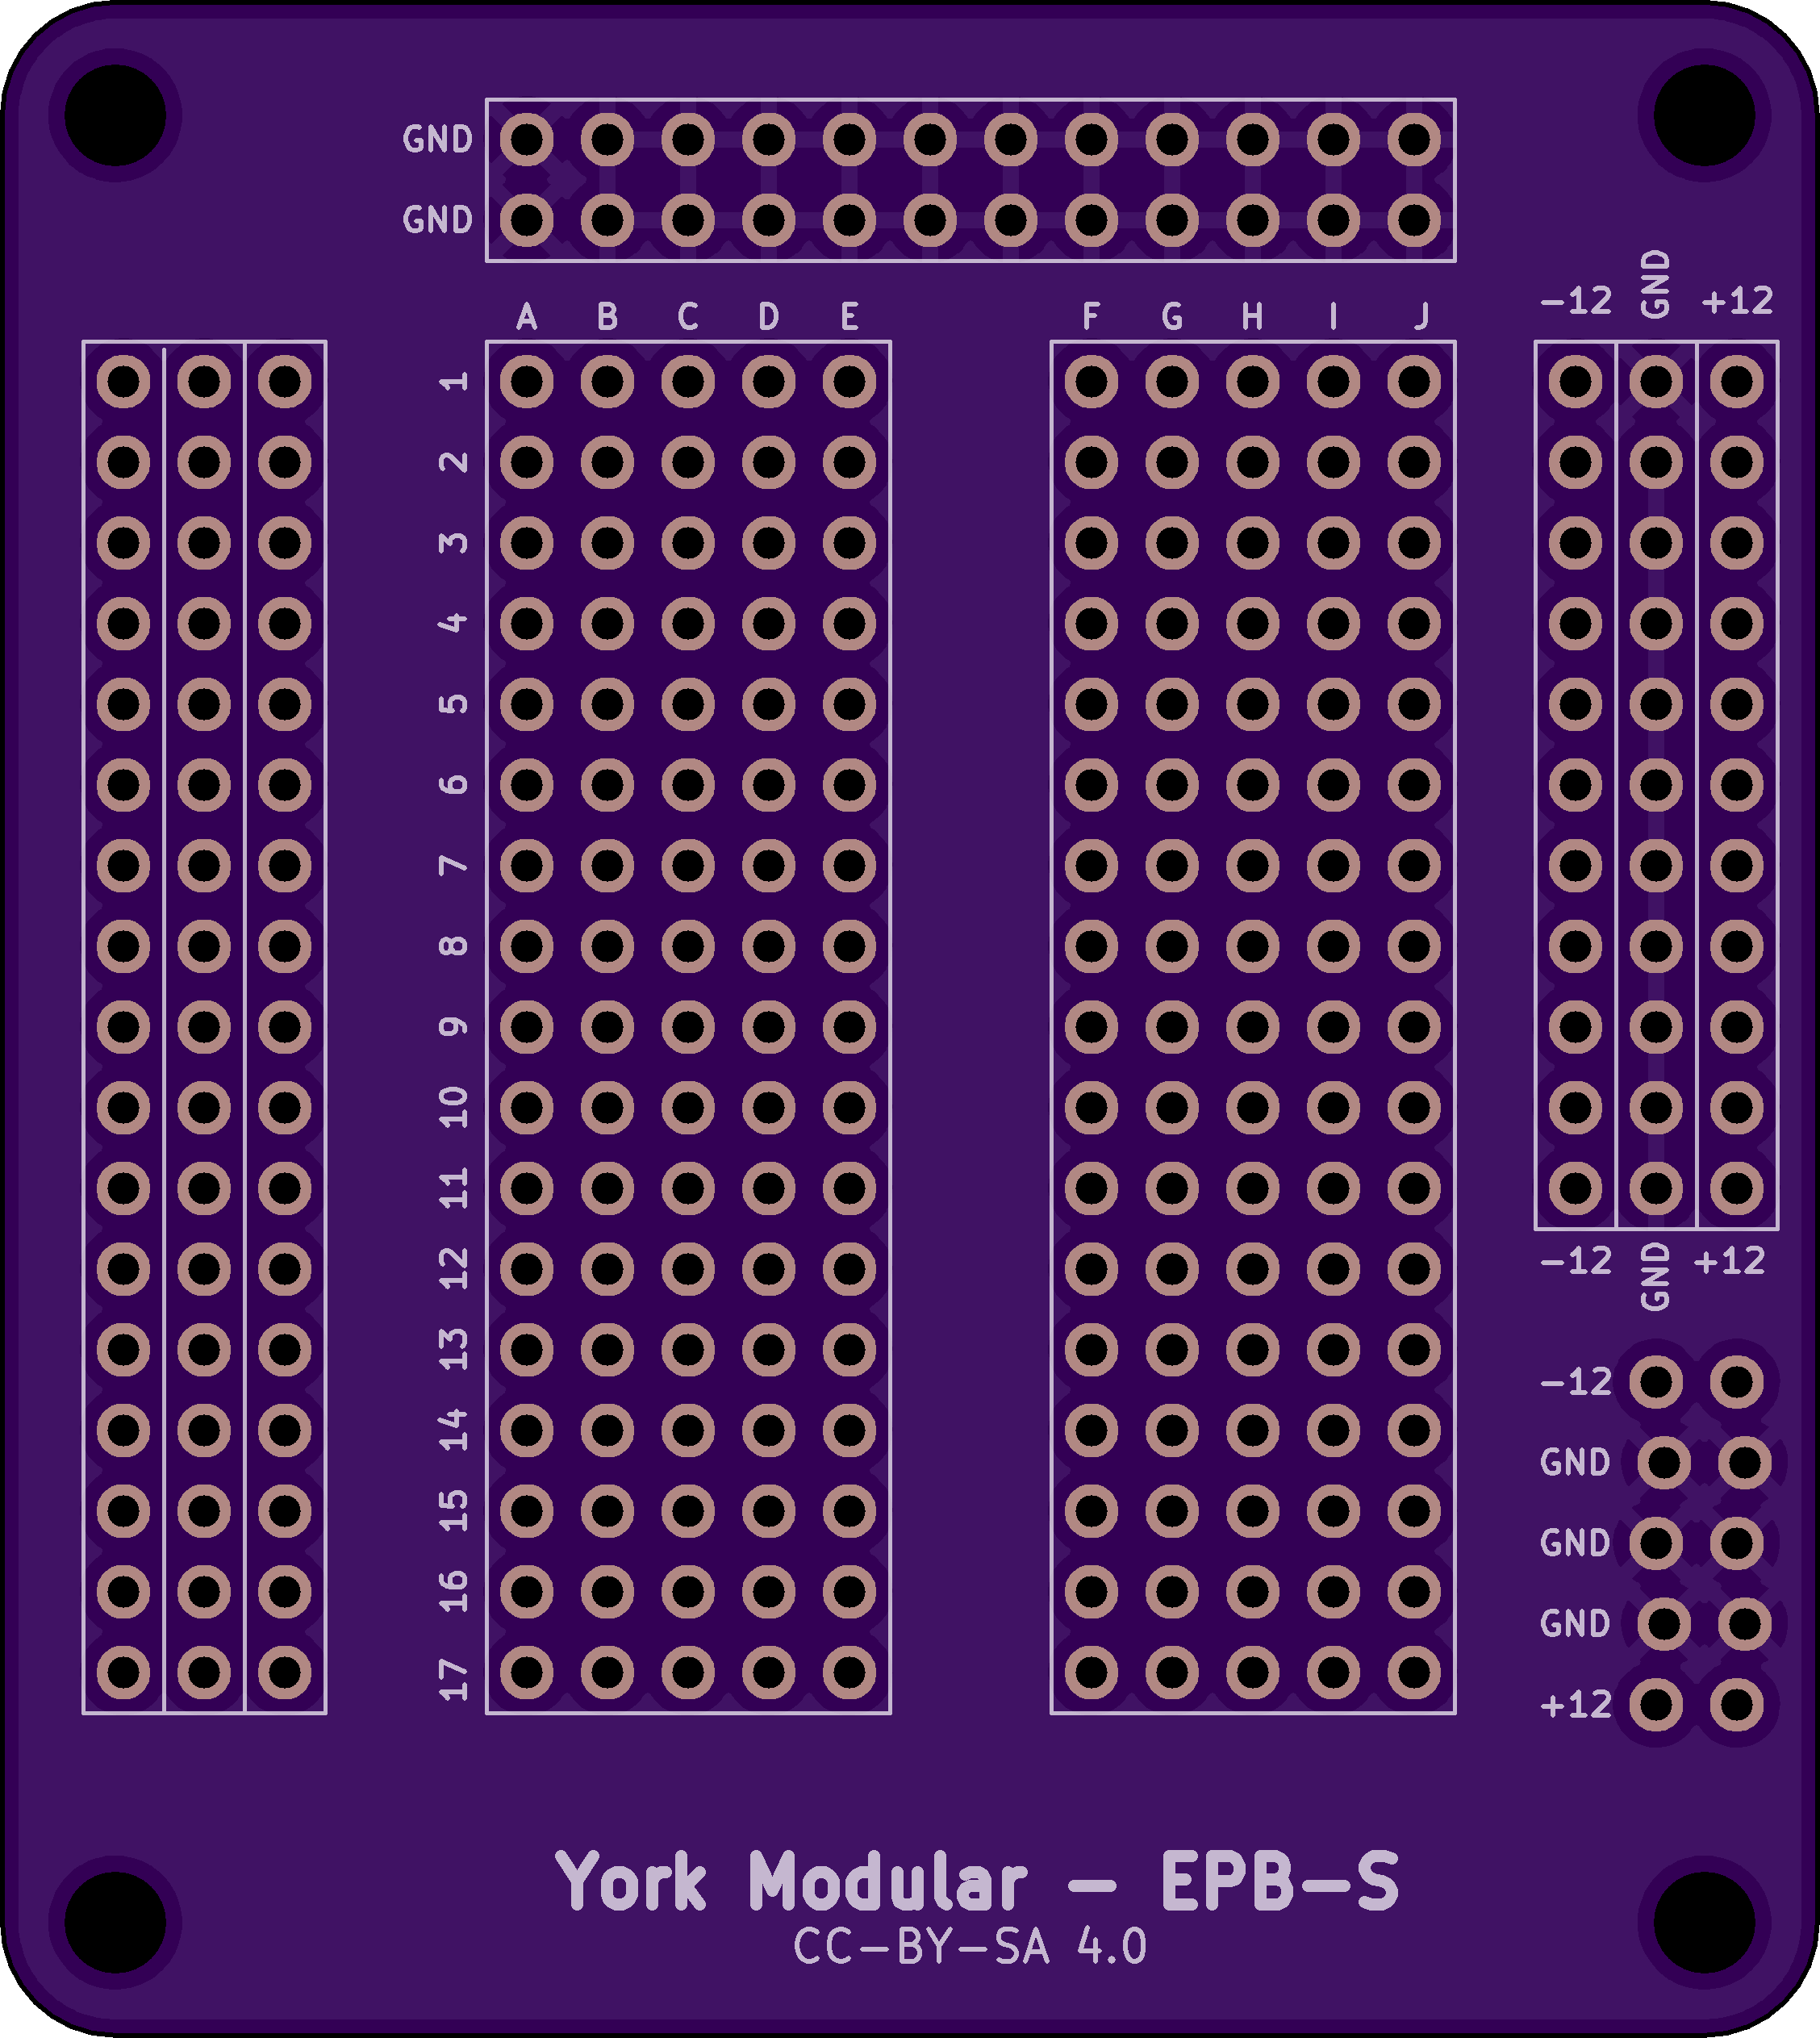 GND
GND
-12 GND +12
A B C D E F G H I J
1
2
3
4
5
6
7
8
9
10
11
12
13
14
15
16
17
-12 GND +12
-12
GND
GND
GND
+12
York Modular - EPB-S
CC-BY-SA 4.0